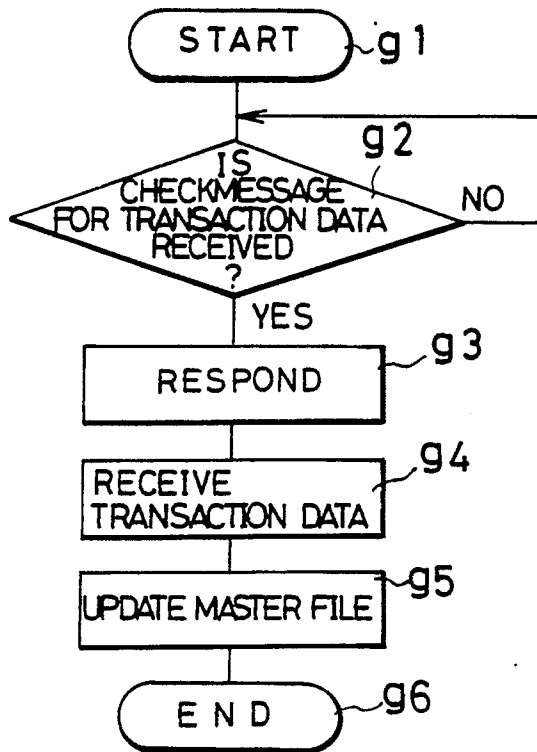 START
g1
IS
g2
CHECKMESSAGE
FOR TRANSACTION DATA
RECEIVED
?
NO
YES
RESPOND
g3
RECEIVE
TRANSACTION DATA
g4
UPDATE MASTER FILE
g5
END
g6